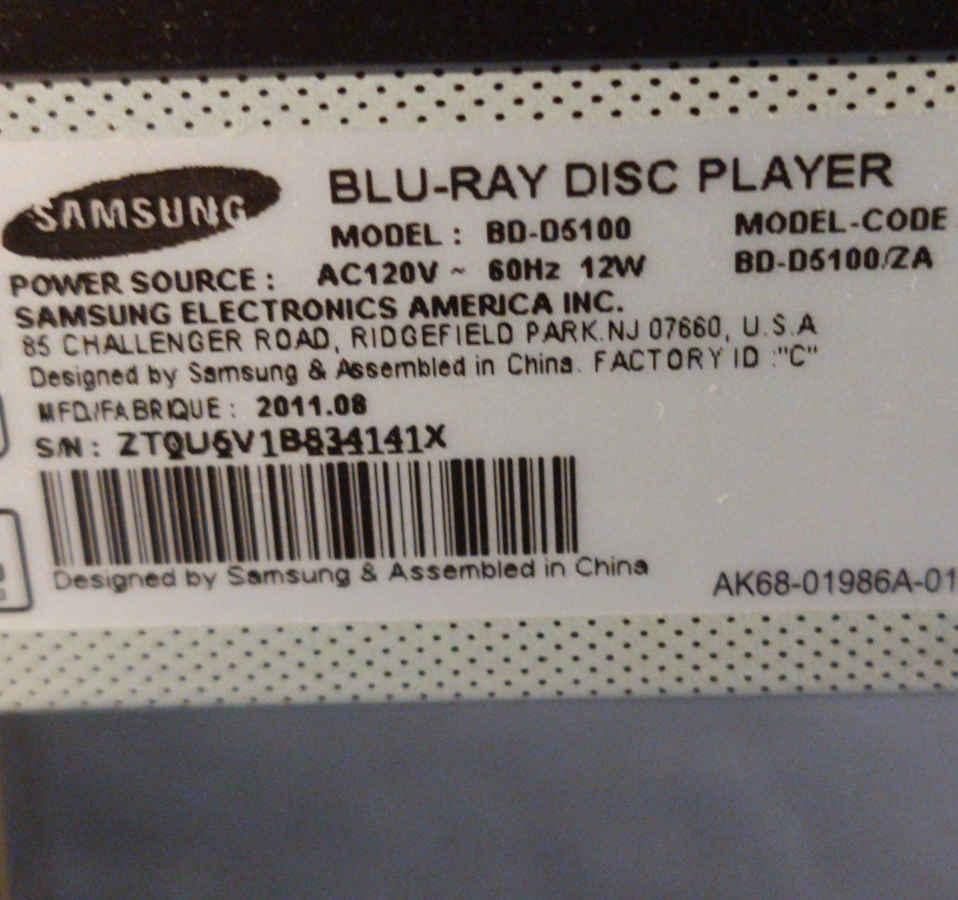 SAMSUNG
BLU-RAY DISC PLAYER
MODEL : BD-D5100 MODEL-CODE
POWER SOURCE : AC120V ~ 60Hz 12W BD-D5100/ZA
SAMSUNG ELECTRONICS AMERICA INC.
85 CHALLENGER ROAD, RIDGEFIELD PARK.NJ 07660, U.S.A
Designed by Samsung & Assembled in China. FACTORY ID :"C"
MFD./FABRIQUE : 2011.08
S/N : ZTQU6V1B834141X
Designed by Samsung & Assembled in China
AK68-01986A-01